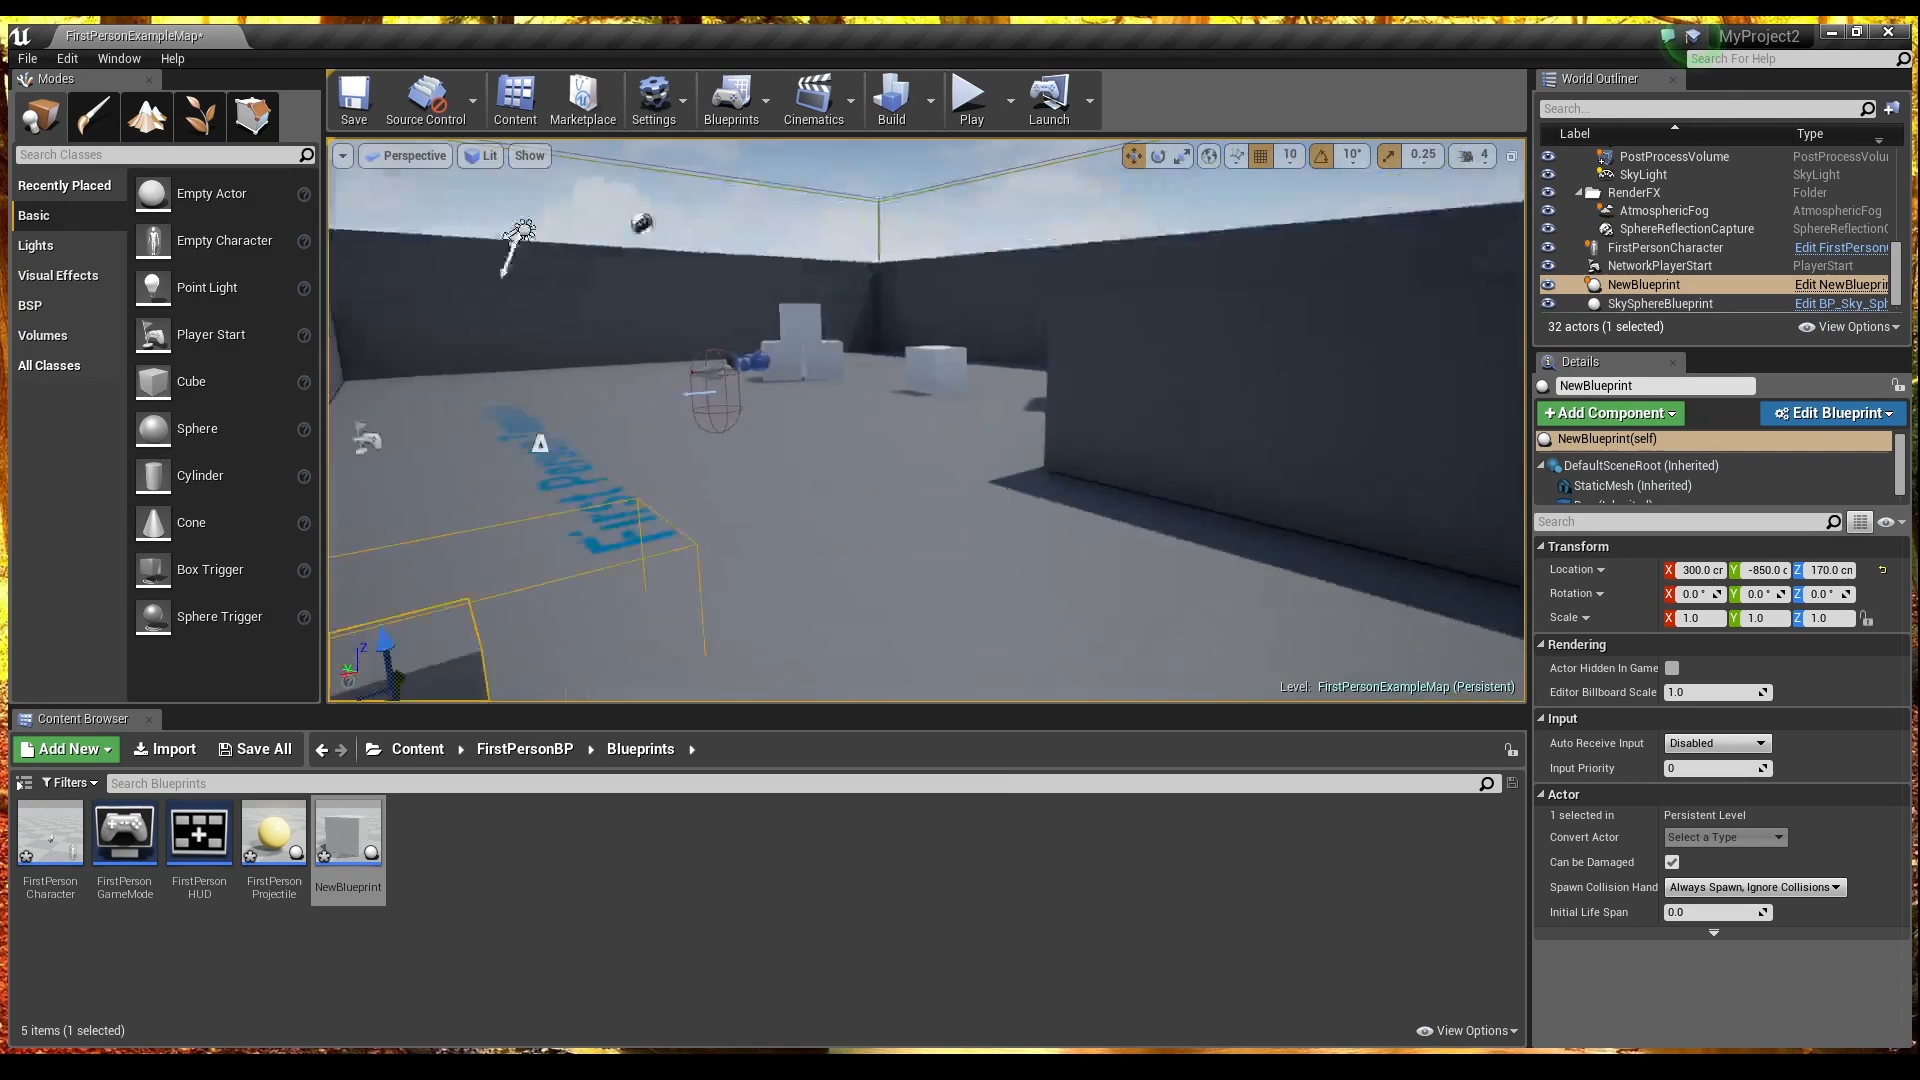 FirstPersonExampleMap*
MyProject2
File Edit Window Help
Search For Help
Modes
Save Source Control Content Marketplace Settings Blueprints Cinematics Build Play Launch
World Outliner
Search...
Label Type
Search Classes
Perspective Lit Show 10 10° 0.25 4
PostProcessVolume
SkyLight SkyLight
RenderFX Folder
AtmosphericFog AtmosphericFog
SphereReflectionCapture
FirstPersonCharacter Edit
NetworkPlayerStart PlayerStart
NewBlueprint Edit
SkySphereBlueprint Edit
32 actors (1 selected) View Options
Recently Placed
Basic
Lights
Visual Effects
BSP
Volumes
All Classes
Empty Actor
Empty Character
Point Light
Player Start
Cube
Sphere
Cylinder
Cone
Box Trigger
Sphere Trigger
Details
NewBlueprint
+Add Component Edit Blueprint
NewBlueprint(self)
DefaultSceneRoot (Inherited)
StaticMesh (Inherited)
Search
Transform
Location X 300.0 Y -850.0 Z 170.0
Rotation X 0.0 ° Y 0.0 ° Z 0.0 °
Scale X 1.0 Y 1.0 Z 1.0
Rendering
Actor Hidden In Game
Editor Billboard Scale 1.0
Input
Auto Receive Input Disabled
Input Priority 0
Actor
1 selected in Persistent Level
Convert Actor Select a Type
Can be Damaged
Spawn Collision Hand Always Spawn, Ignore Collisions
Initial Life Span 0.0
Z
Y
Level: FirstPersonExampleMap (Persistent)
Content Browser
Add New Import Save All Content FirstPersonBP Blueprints
Filters Search Blueprints
FirstPerson Character
FirstPerson GameMode
FirstPerson HUD
FirstPerson Projectile
NewBlueprint
5 items (1 selected) View Options